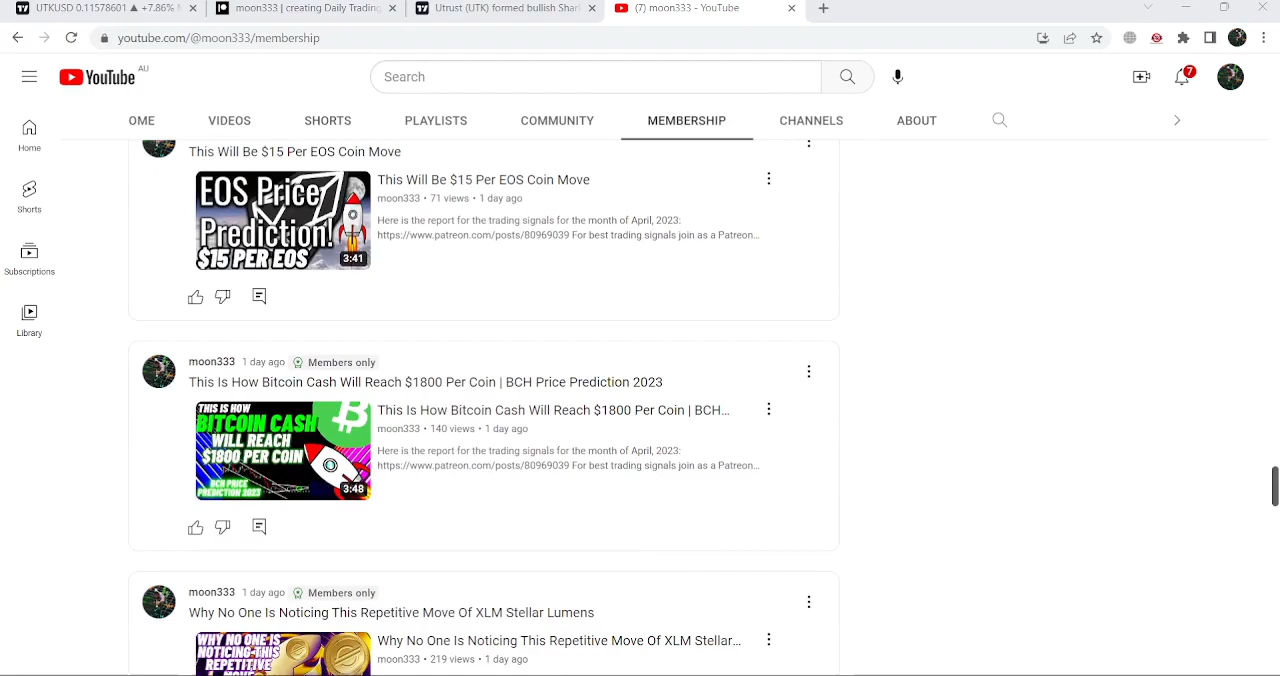 UTKUSD 0.11578601 ▲ +7.86%
moon333 | creating Daily Trading
Utrust (UTK) formed bullish Shar
(7) moon333 - YouTube
youtube.com/@moon333/membership
YouTube AU
Search
7
OME
VIDEOS
SHORTS
PLAYLISTS
COMMUNITY
MEMBERSHIP
CHANNELS
ABOUT
Home
Shorts
Subscriptions
Library
This Will Be $15 Per EOS Coin Move
EOS Price
Prediction!
$15 PER EOS
3:41
This Will Be $15 Per EOS Coin Move
moon333 • 71 views • 1 day ago
Here is the report for the trading signals for the month of April, 2023:
https://www.patreon.com/posts/80969039 For best trading signals join as a Patreon...
moon333 1 day ago Members only
This Is How Bitcoin Cash Will Reach $1800 Per Coin | BCH Price Prediction 2023
THIS IS HOW
BITCOIN CASH
WILL REACH
$1800 PER COIN
BCH PRICE
PREDICTION 2023
3:48
This Is How Bitcoin Cash Will Reach $1800 Per Coin | BCH...
moon333 • 140 views • 1 day ago
Here is the report for the trading signals for the month of April, 2023:
https://www.patreon.com/posts/80969039 For best trading signals join as a Patreon...
moon333 1 day ago Members only
Why No One Is Noticing This Repetitive Move Of XLM Stellar Lumens
WHY NO ONE IS
NOTICING THIS
REPETITIVE
Why No One Is Noticing This Repetitive Move Of XLM Stellar...
moon333 • 219 views • 1 day ago